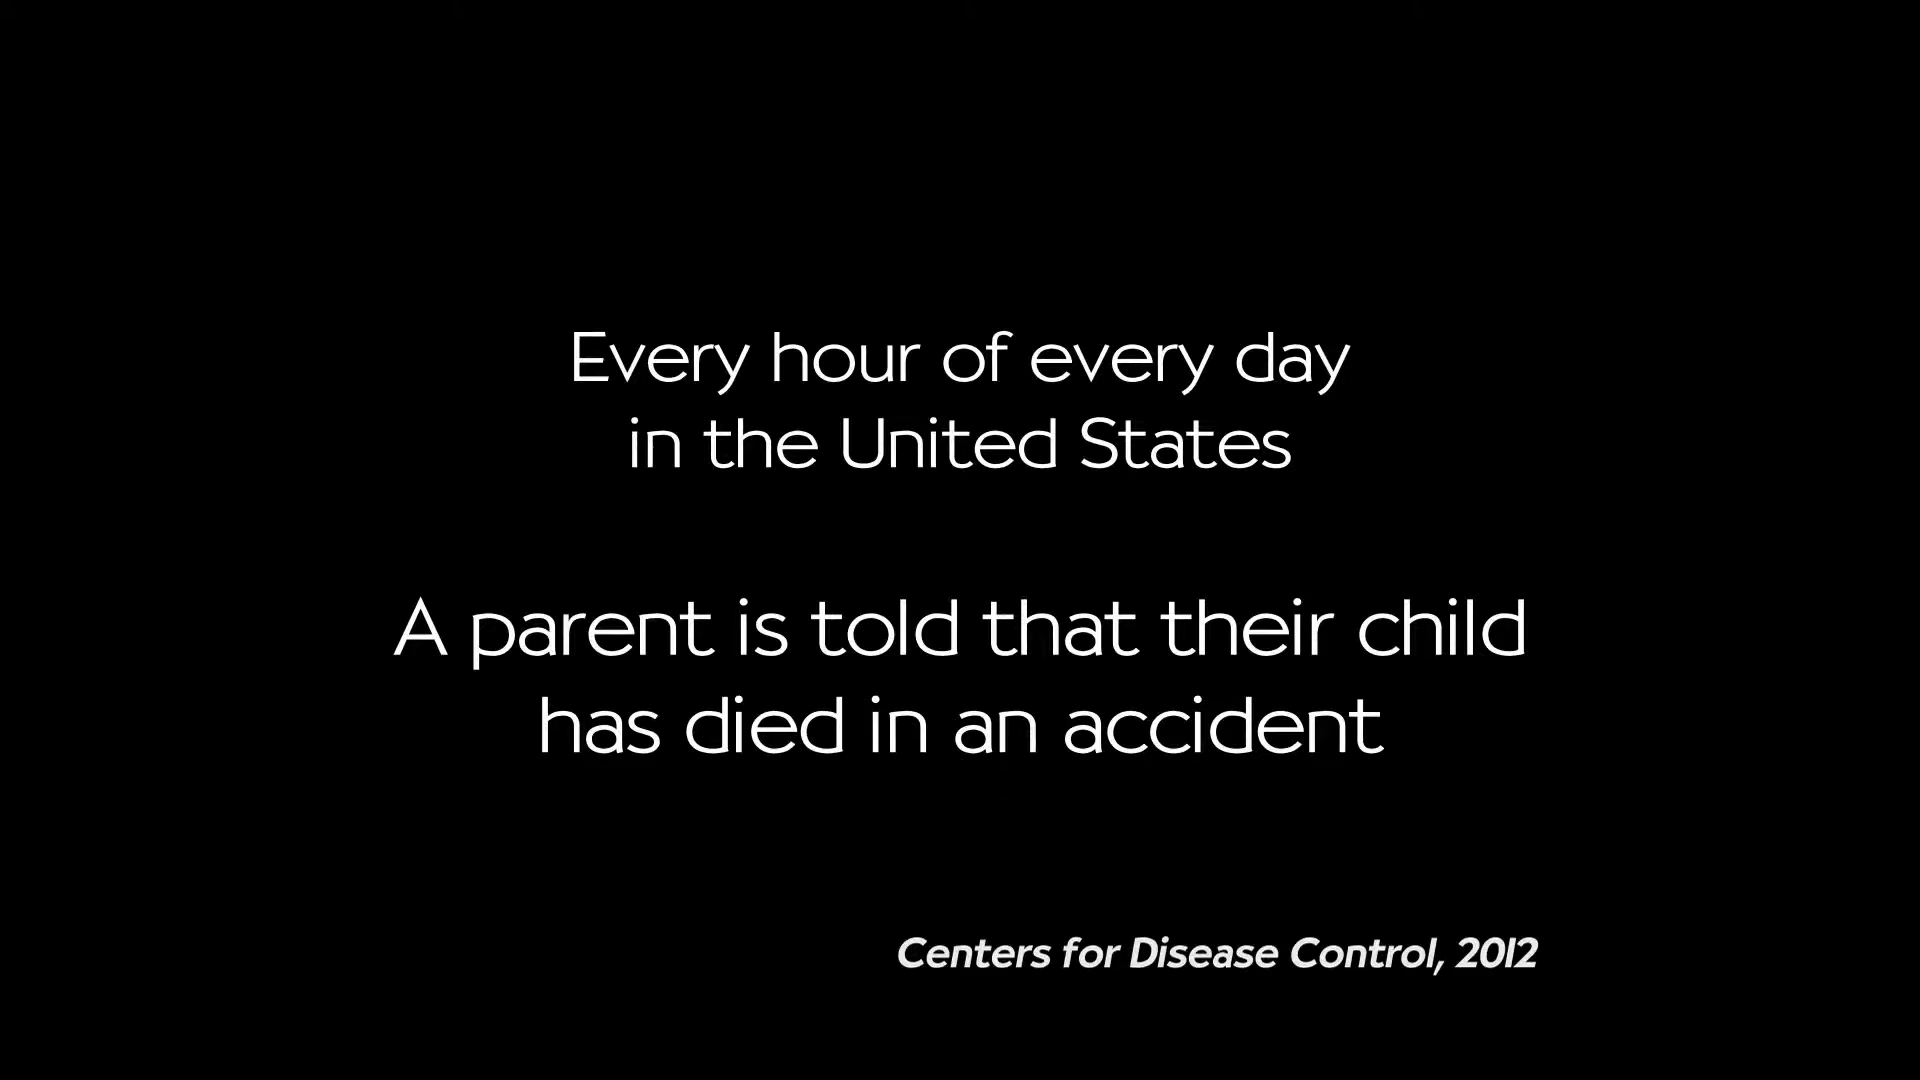 Every hour of every day
in the United States
A parent is told that their child
has died in an accident
Centers for Disease Control, 2012